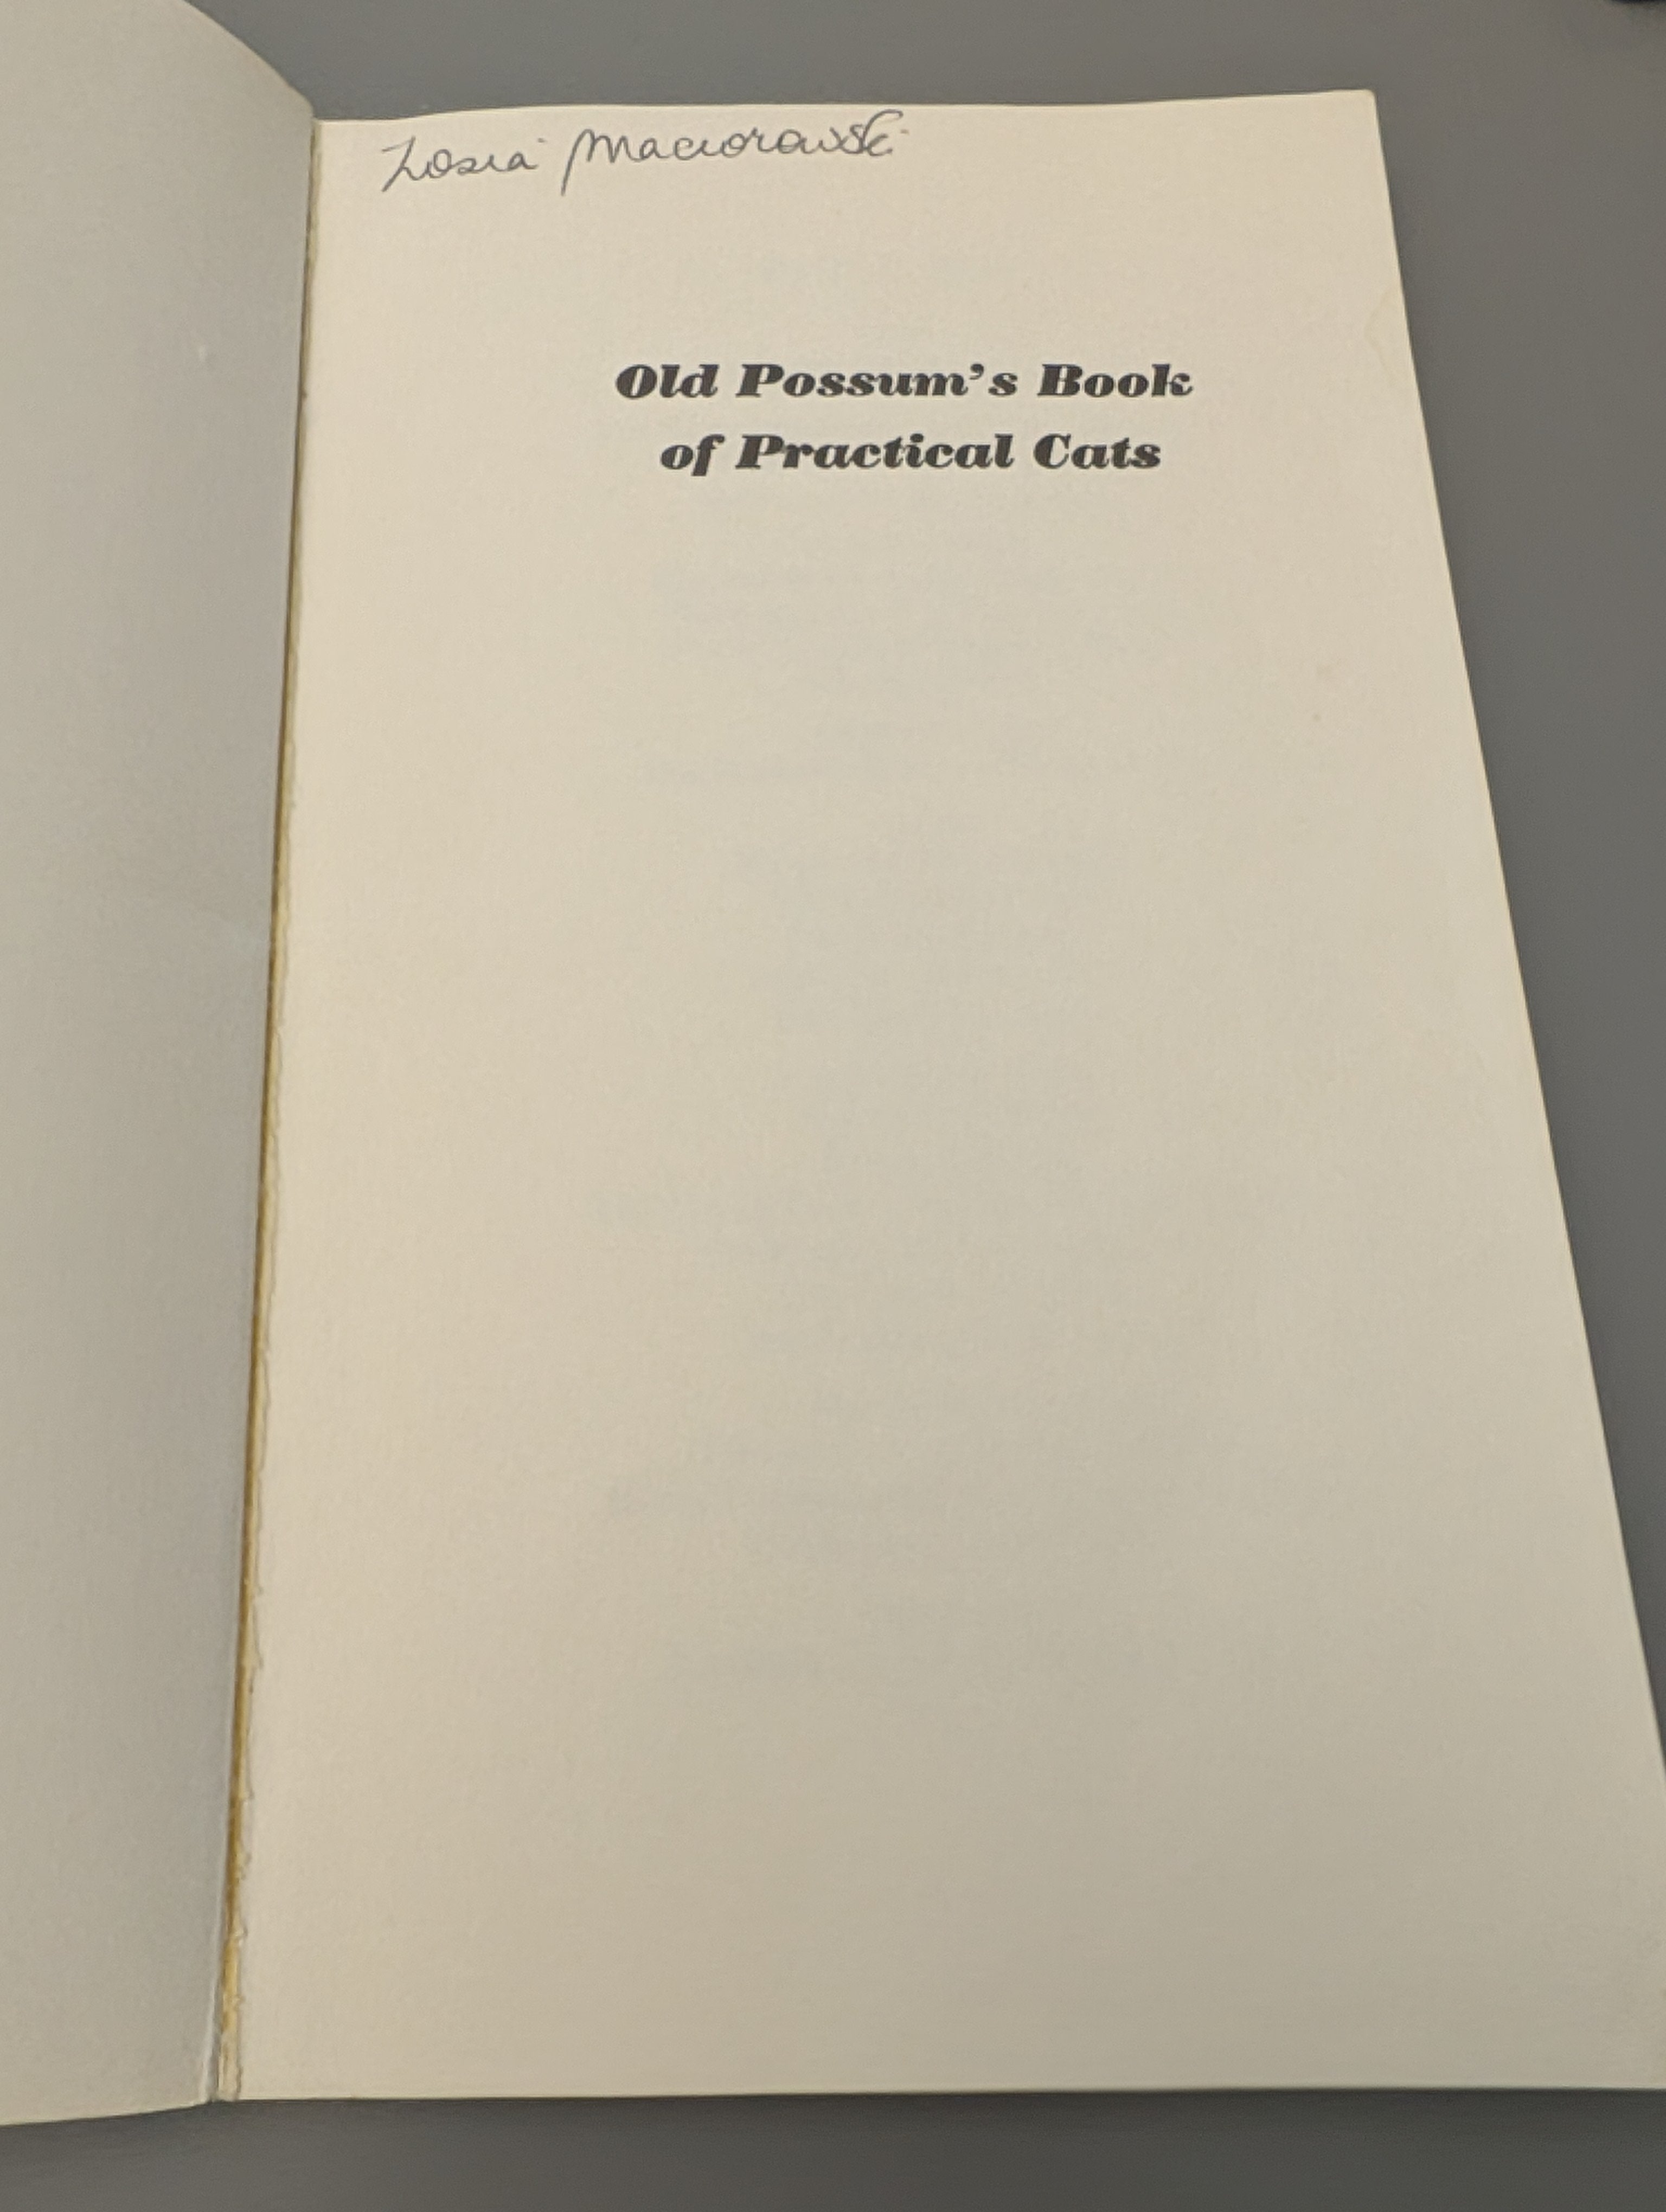 Zosia Maciorowski
Old Possum's Book
of Practical Cats